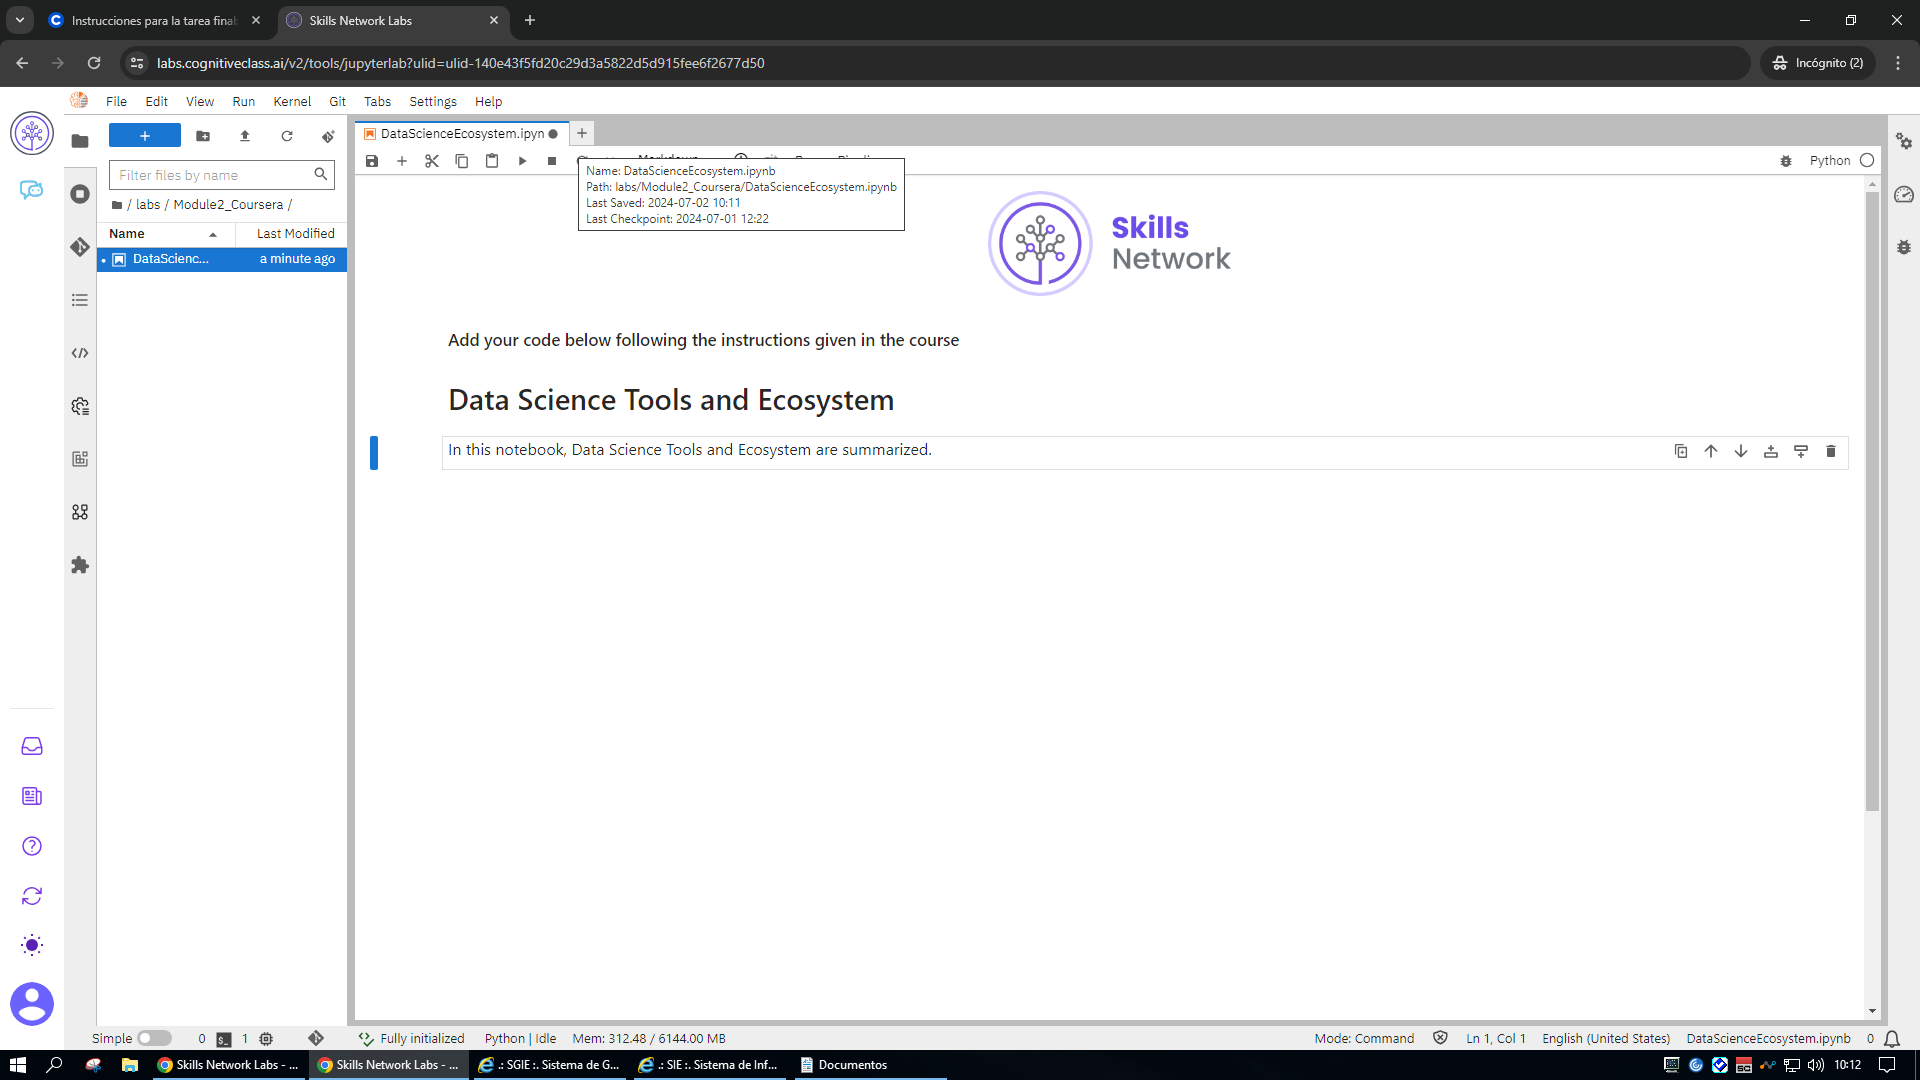 Instrucciones para la tarea final
Skills Network Labs
labs.cognitiveclass.ai/v2/tools/jupyterlab?ulid=ulid-140e43f5fd20c29d3a5822d5d915fee6f2677d50
Incógnito (2)
File Edit View Run Kernel Git Tabs Settings Help
DataScienceEcosystem.ipyn
Markdown
Python
Filter files by name
/ labs / Module2_Coursera /
Name Last Modified
DataScienc... a minute ago
Name: DataScienceEcosystem.ipynb
Path: labs/Module2_Coursera/DataScienceEcosystem.ipynb
Last Saved: 2024-07-02 10:11
Last Checkpoint: 2024-07-01 12:22
Skills
Network
Add your code below following the instructions given in the course
Data Science Tools and Ecosystem
In this notebook, Data Science Tools and Ecosystem are summarized.
Simple 0 1 Fully initialized Python | Idle Mem: 312.48 / 6144.00 MB Mode: Command Ln 1, Col 1 English (United States) DataScienceEcosystem.ipynb 0
Skills Network Labs - ... Skills Network Labs - ... .: SGIE :. Sistema de G... .: SIE :. Sistema de Inf... Documentos 10:12